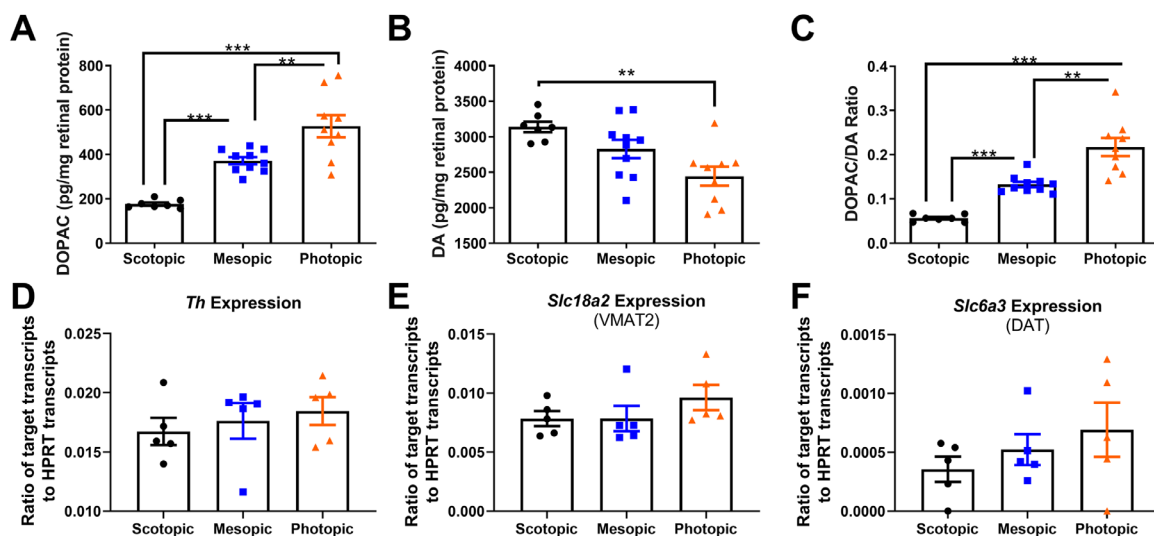 A
DOPAC (pg/mg retinal protein)
800
600
400
200
0
***
***
**
Scotopic Mesopic Photopic
B
DA (pg/mg retinal protein)
4000
3500
3000
2500
2000
1500
**
Scotopic Mesopic Photopic
C
DOPAC/DA Ratio
0.4
0.3
0.2
0.1
0.0
***
**
***
Scotopic Mesopic Photopic
D
Th Expression
Ratio of target transcripts
to HPRT transcripts
0.025
0.020
0.015
0.010
Scotopic Mesopic Photopic
E
Slc18a2 Expression
(VMAT2)
Ratio of target transcripts
to HPRT transcripts
0.015
0.010
0.005
0.000
Scotopic Mesopic Photopic
F
Slc6a3 Expression
(DAT)
Ratio of target transcripts
to HPRT transcripts
0.0015
0.0010
0.0005
0.0000
Scotopic Mesopic Photopic